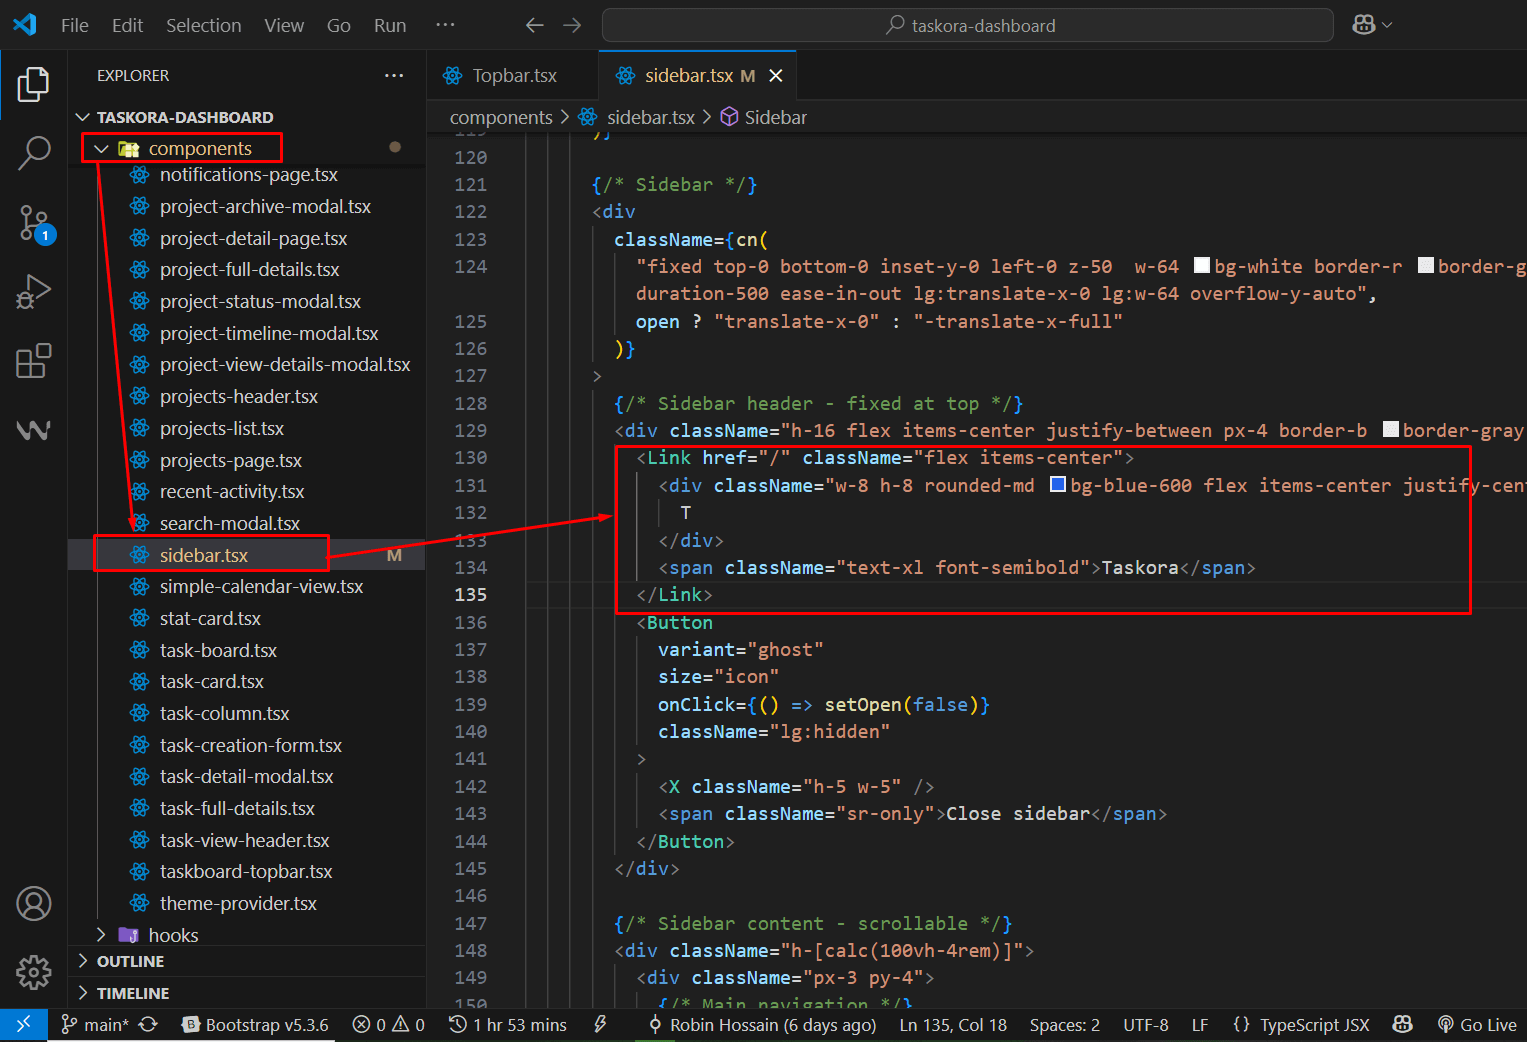 File Edit Selection View Go Run ···
taskora-dashboard
EXPLORER ···
TASKORA-DASHBOARD
components
notifications-page.tsx
project-archive-modal.tsx
project-detail-page.tsx
project-full-details.tsx
project-status-modal.tsx
project-timeline-modal.tsx
project-view-details-modal.tsx
projects-header.tsx
projects-list.tsx
projects-page.tsx
recent-activity.tsx
search-modal.tsx
sidebar.tsx M
simple-calendar-view.tsx
stat-card.tsx
task-board.tsx
task-card.tsx
task-column.tsx
task-creation-form.tsx
task-detail-modal.tsx
task-full-details.tsx
task-view-header.tsx
taskboard-topbar.tsx
theme-provider.tsx
hooks
OUTLINE
TIMELINE
1
Topbar.tsx
sidebar.tsx M
components > sidebar.tsx > Sidebar
119 )}
120
121 {/* Sidebar */}
122 <div
123 className={cn(
124 "fixed top-0 bottom-0 inset-y-0 left-0 z-50 w-64 bg-white border-r border-g
duration-500 ease-in-out lg:translate-x-0 lg:w-64 overflow-y-auto",
125 open ? "translate-x-0" : "-translate-x-full"
126 )}
127 >
128 {/* Sidebar header - fixed at top */}
129 <div className="h-16 flex items-center justify-between px-4 border-b border-gray
130 <Link href="/" className="flex items-center">
131 <div className="w-8 h-8 rounded-md bg-blue-600 flex items-center justify-cent
132 T
133 </div>
134 <span className="text-xl font-semibold">Taskora</span>
135 </Link>
136 <Button
137 variant="ghost"
138 size="icon"
139 onClick={() => setOpen(false)}
140 className="lg:hidden"
141 >
142 <X className="h-5 w-5" />
143 <span className="sr-only">Close sidebar</span>
144 </Button>
145 </div>
146
147 {/* Sidebar content - scrollable */}
148 <div className="h-[calc(100vh-4rem)]">
149 <div className="px-3 py-4">
150 {/* Main navigation */}
main* Bootstrap v5.3.6 0 0 1 hr 53 mins Robin Hossain (6 days ago) Ln 135, Col 18 Spaces: 2 UTF-8 LF {} TypeScript JSX Go Live